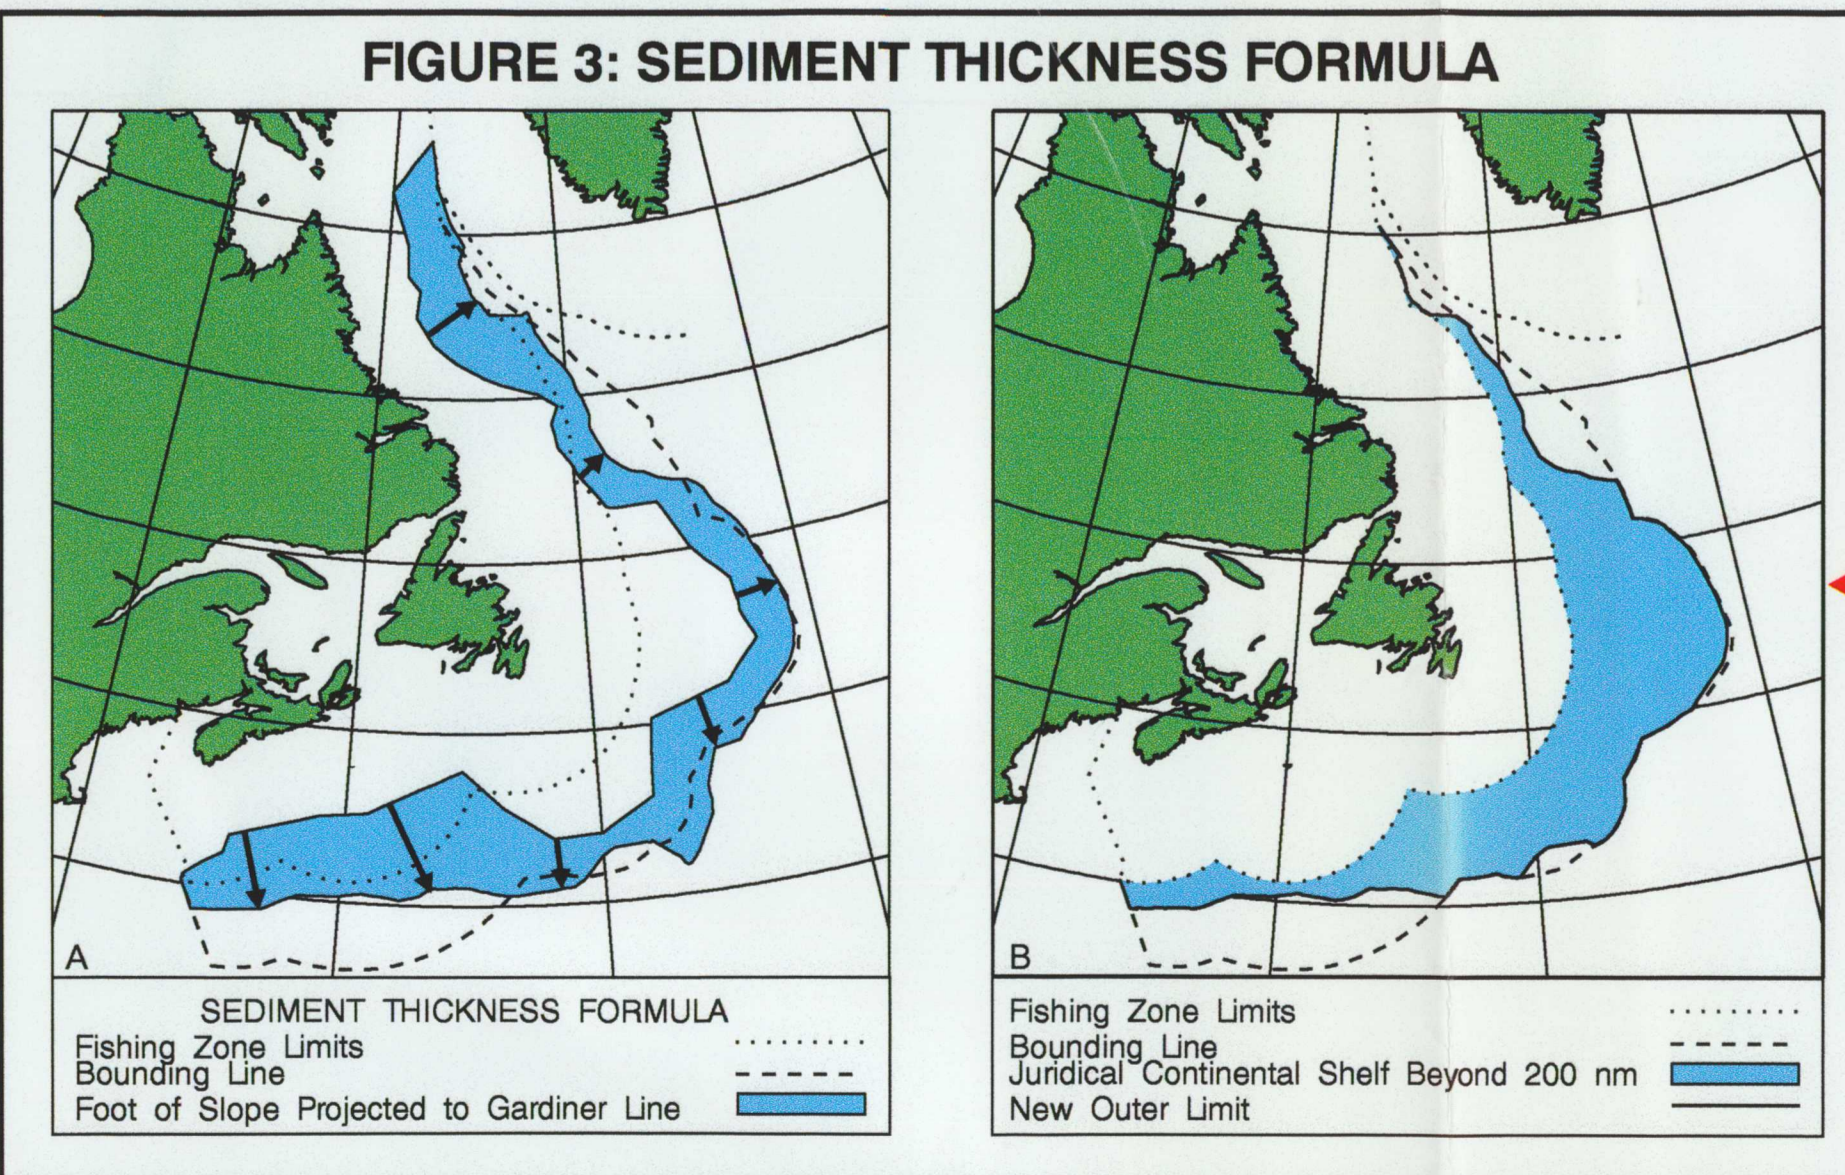 FIGURE 3: SEDIMENT THICKNESS FORMULA
A
SEDIMENT THICKNESS FORMULA
Fishing Zone Limits
Bounding Line
Foot of Slope Projected to Gardiner Line
B
Fishing Zone Limits
Bounding Line
Juridical Continental Shelf Beyond 200 nm
New Outer Limit